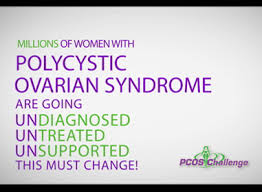 MILLIONS OF WOMEN WITH
POLYCYSTIC
OVARIAN SYNDROME
ARE GOING
UNDIAGNOSED
UNTREATED
UNSUPPORTED
THIS MUST CHANGE!
PCOS Challenge